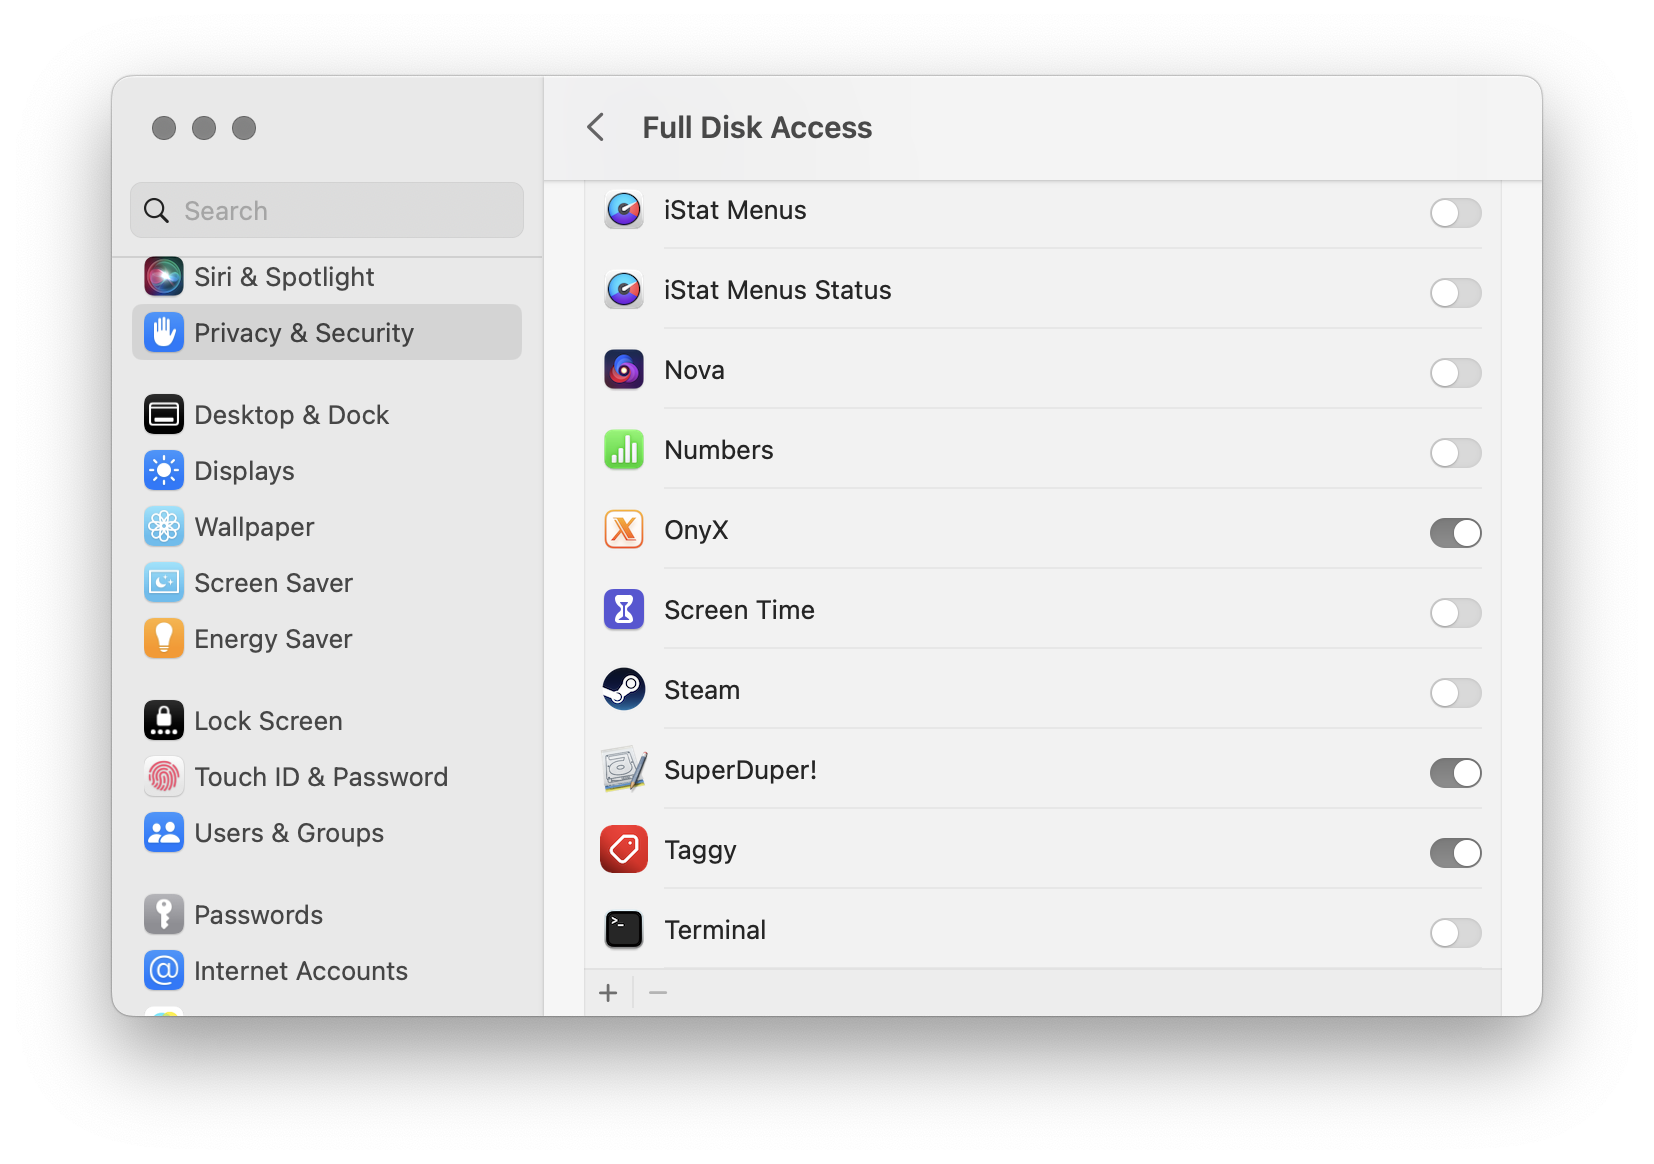 Full Disk Access
Search
Siri & Spotlight
Privacy & Security
Desktop & Dock
Displays
Wallpaper
Screen Saver
Energy Saver
Lock Screen
Touch ID & Password
Users & Groups
Passwords
Internet Accounts
iStat Menus
iStat Menus Status
Nova
Numbers
OnyX
Screen Time
Steam
SuperDuper!
Taggy
Terminal